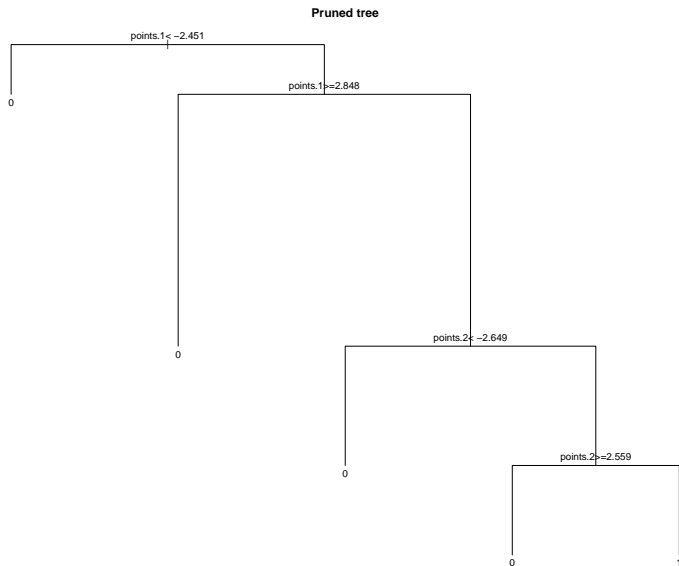 Pruned tree
points.1< −2.451
points.1>=2.848
0
points.2< −2.649
0
points.2>=2.559
0
0
1